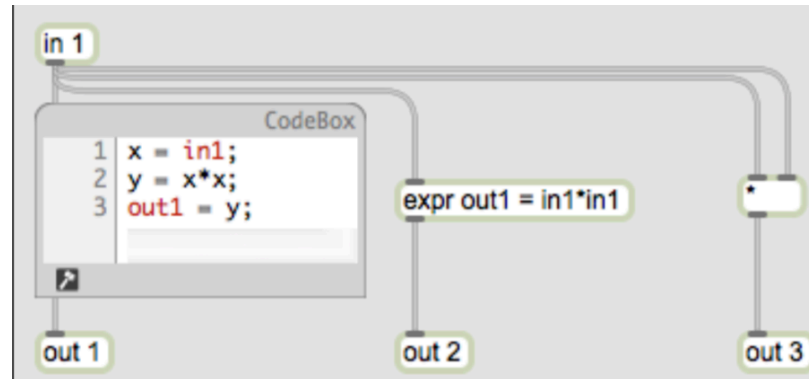 in 1
CodeBox
1 x = in1;
2 y = x*x;
3 out1 = y;
expr out1 = in1*in1
*
out 1
out 2
out 3